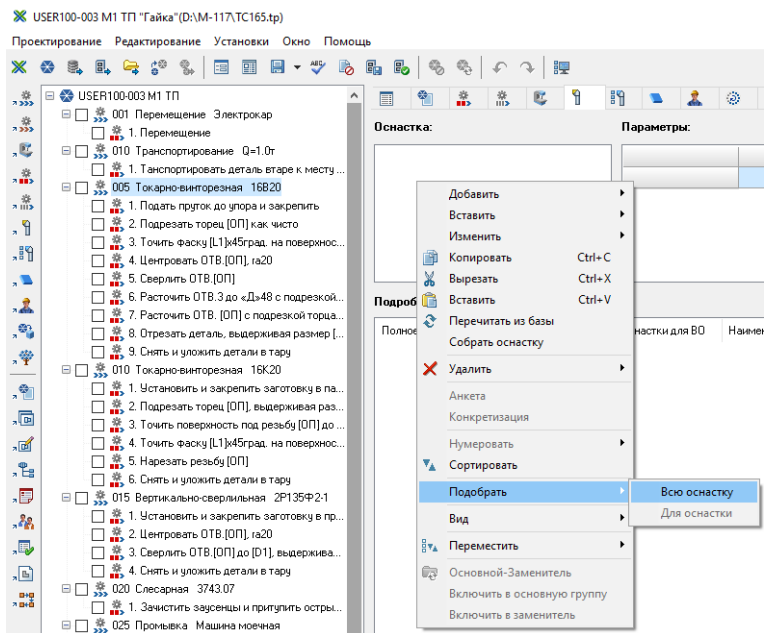 USER100-003 М1 ТП "Гайка"(D:\М-117\ТС165.tp)
Проектирование Редактирование Установки Окно Помощь
USER100-003 М1 ТП
001 Перемещение Электрокар
1. Перемещение
010 Транспортирование Q=1.0т
1. Танспортировать деталь втаре к месту ...
005 Токарно-винторезная 16В20
1. Подать пруток до упора и закрепить
2. Подрезать торец [ОП] как чисто
3. Точить фаску [L1]x45град. на поверхнос...
4. Центровать ОТВ.[ОП], ra20
5. Сверлить ОТВ.[ОП]
6. Расточить ОТВ.3 до «Д»48 с подрезкой...
7. Расточить ОТВ. [ОП] с подрезкой торца...
8. Отрезать деталь, выдерживая размер [...
9. Снять и уложить детали в тару
010 Токарно-винторезная 16К20
1. Установить и закрепить заготовку в па...
2. Подрезать торец [ОП], выдерживая раз...
3. Точить поверхность под резьбу [ОП] до ...
4. Точить фаску [L1]x45град. на поверхнос...
5. Нарезать резьбу [ОП]
6. Снять и уложить детали в тару
015 Вертикально-сверлильная 2Р135Ф2-1
1. Установить и закрепить заготовку в пр...
2. Центровать ОТВ.[ОП], ra20
3. Сверлить ОТВ.[ОП] до [D1], выдержива...
4. Снять и уложить детали в тару
020 Слесарная 3743.07
1. Зачистить заусенцы и притупить остры...
025 Промывка Машина моечная
Оснастка:
Параметры:
Подроб
Полное
настки для ВО Наимен
Добавить
Вставить
Изменить
Копировать Ctrl+C
Вырезать Ctrl+X
Вставить Ctrl+V
Перечитать из базы
Собрать оснастку
Удалить
Анкета
Конкретизация
Нумеровать
Сортировать
Подобрать
Вид
Переместить
Основной-Заменитель
Включить в основную группу
Включить в заменитель
Всю оснастку
Для оснастки